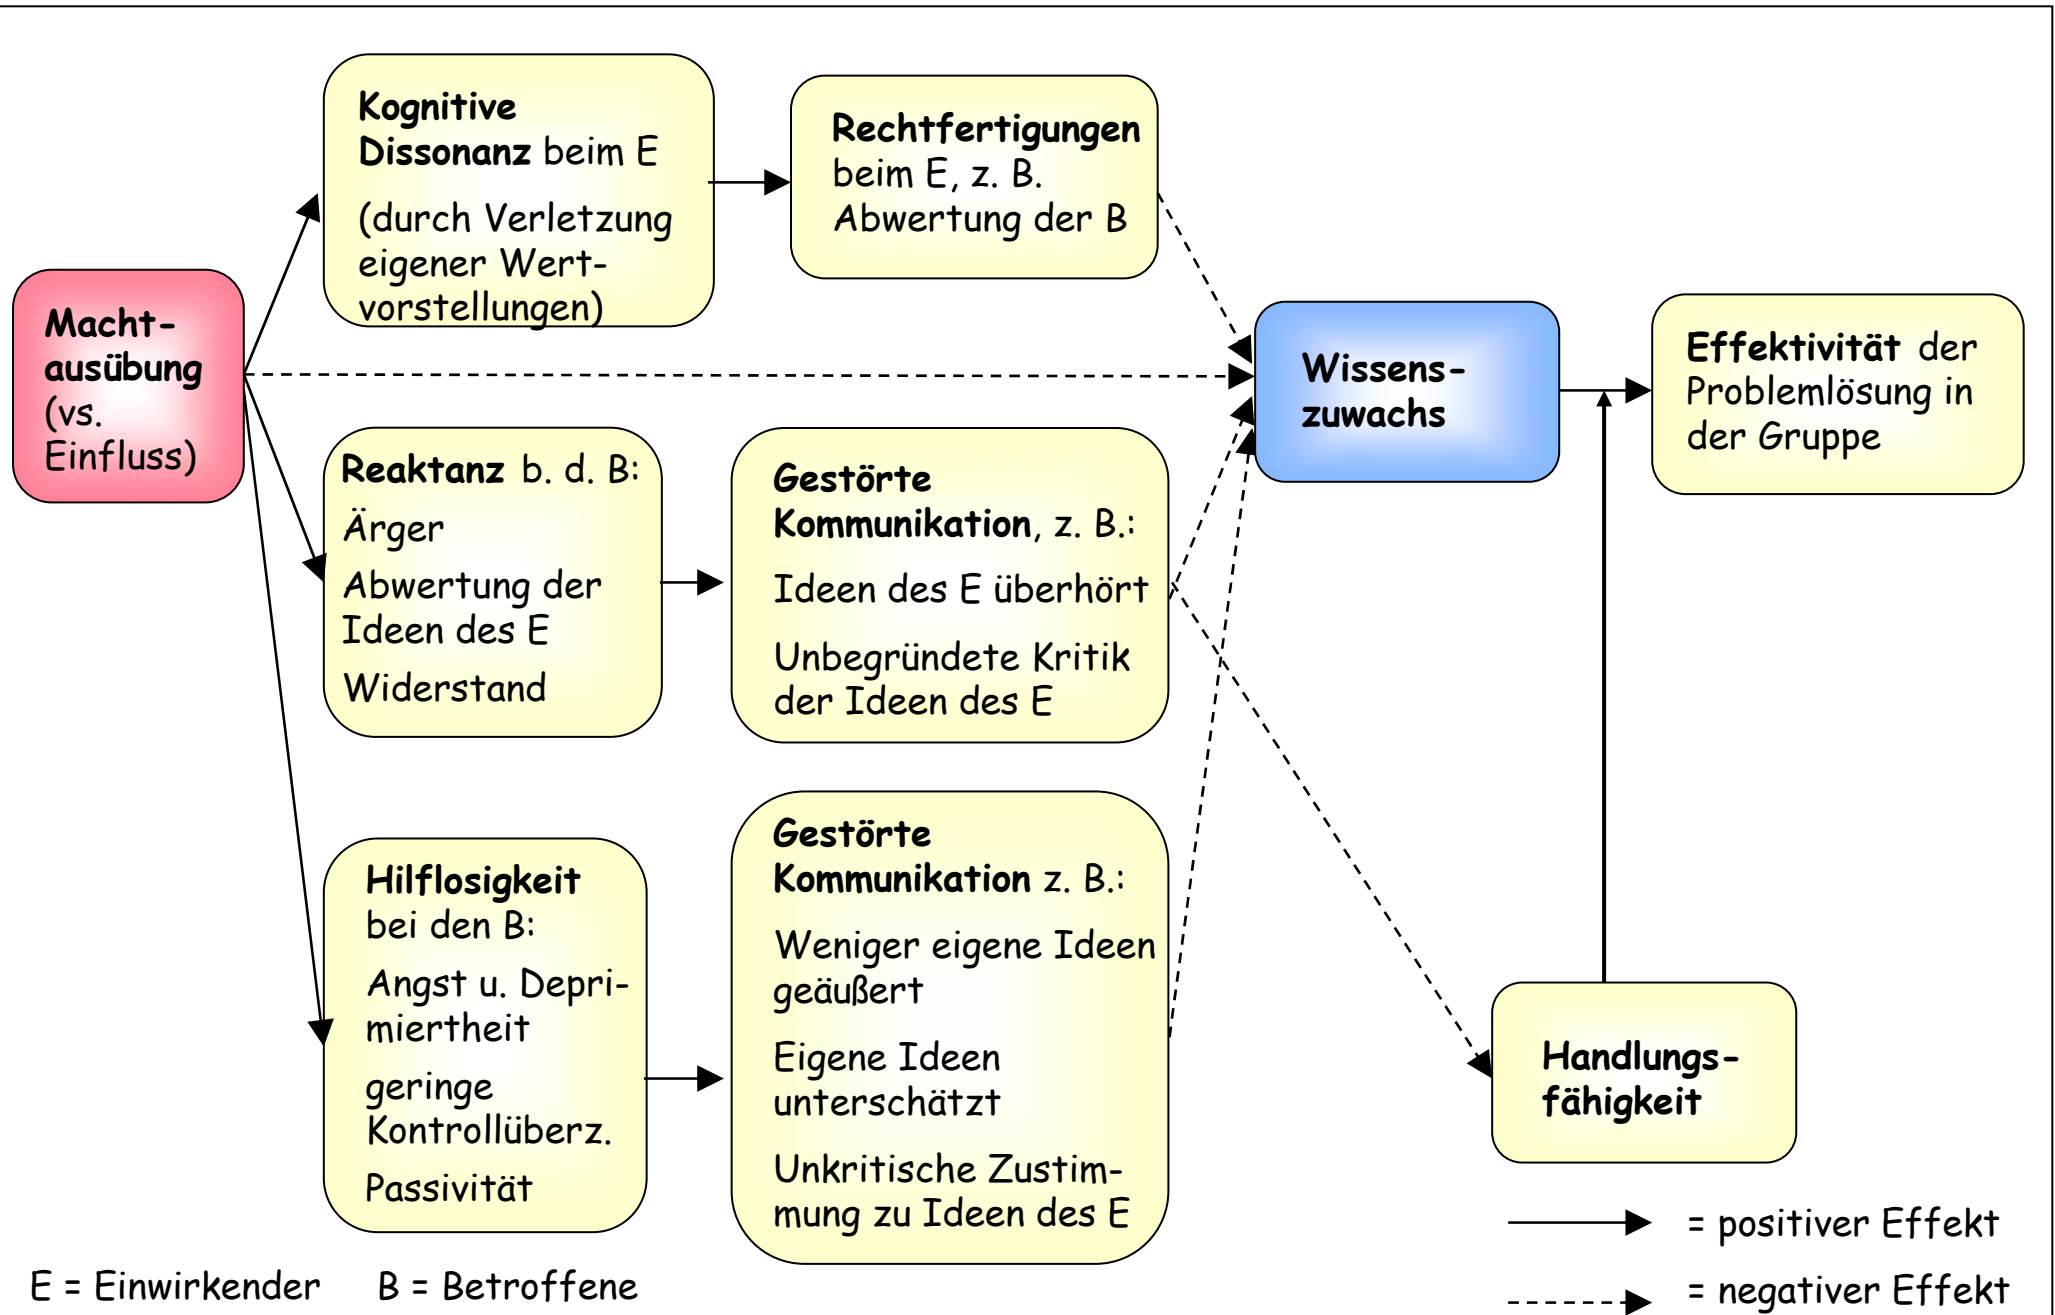 Macht-
ausübung
(vs.
Einfluss)
Kognitive
Dissonanz beim E
(durch Verletzung
eigener Wert-
vorstellungen)
Rechtfertigungen
beim E, z. B.
Abwertung der B
Reaktanz b. d. B:
Ärger
Abwertung der
Ideen des E
Widerstand
Gestörte
Kommunikation, z. B.:
Ideen des E überhört
Unbegründete Kritik
der Ideen des E
Hilflosigkeit
bei den B:
Angst u. Depri-
miertheit
geringe
Kontrollüberz.
Passivität
Gestörte
Kommunikation z. B.:
Weniger eigene Ideen
geäußert
Eigene Ideen
unterschätzt
Unkritische Zustim-
mung zu Ideen des E
Wissens-
zuwachs
Effektivität der
Problemlösung in
der Gruppe
Handlungs-
fähigkeit
= positiver Effekt
= negativer Effekt
E = Einwirkender B = Betroffene